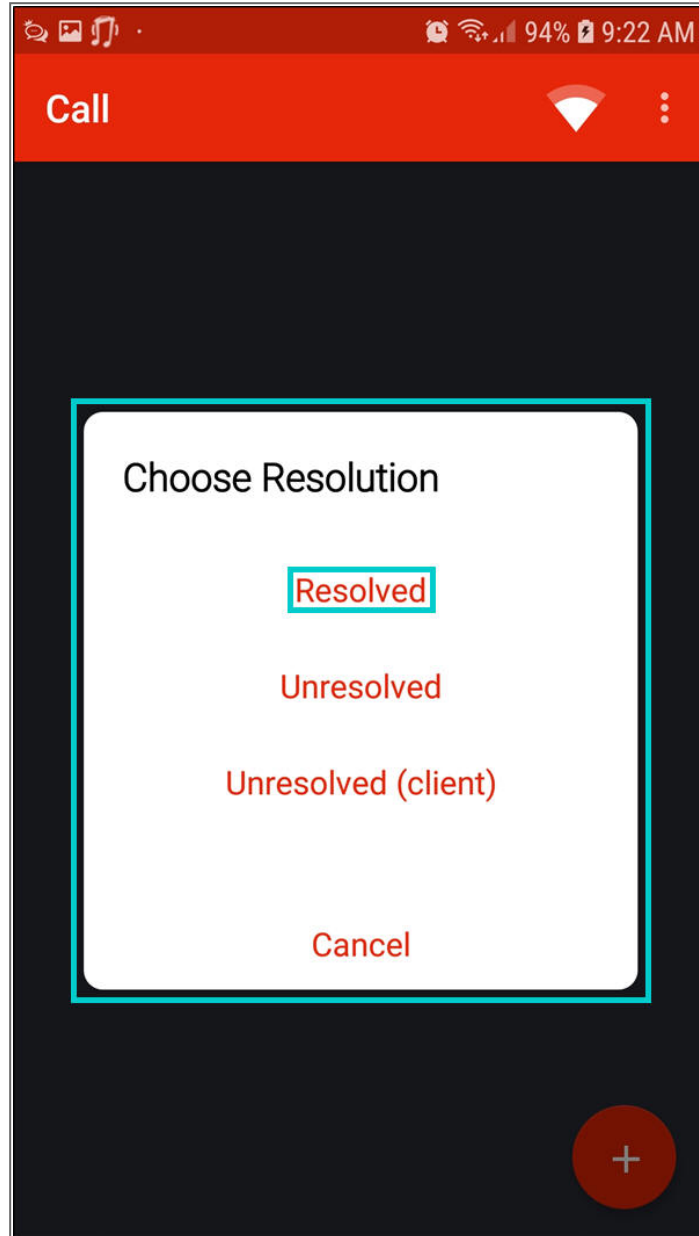 94% 9:22 AM
Call
Choose Resolution
Resolved
Unresolved
Unresolved (client)
Cancel
+